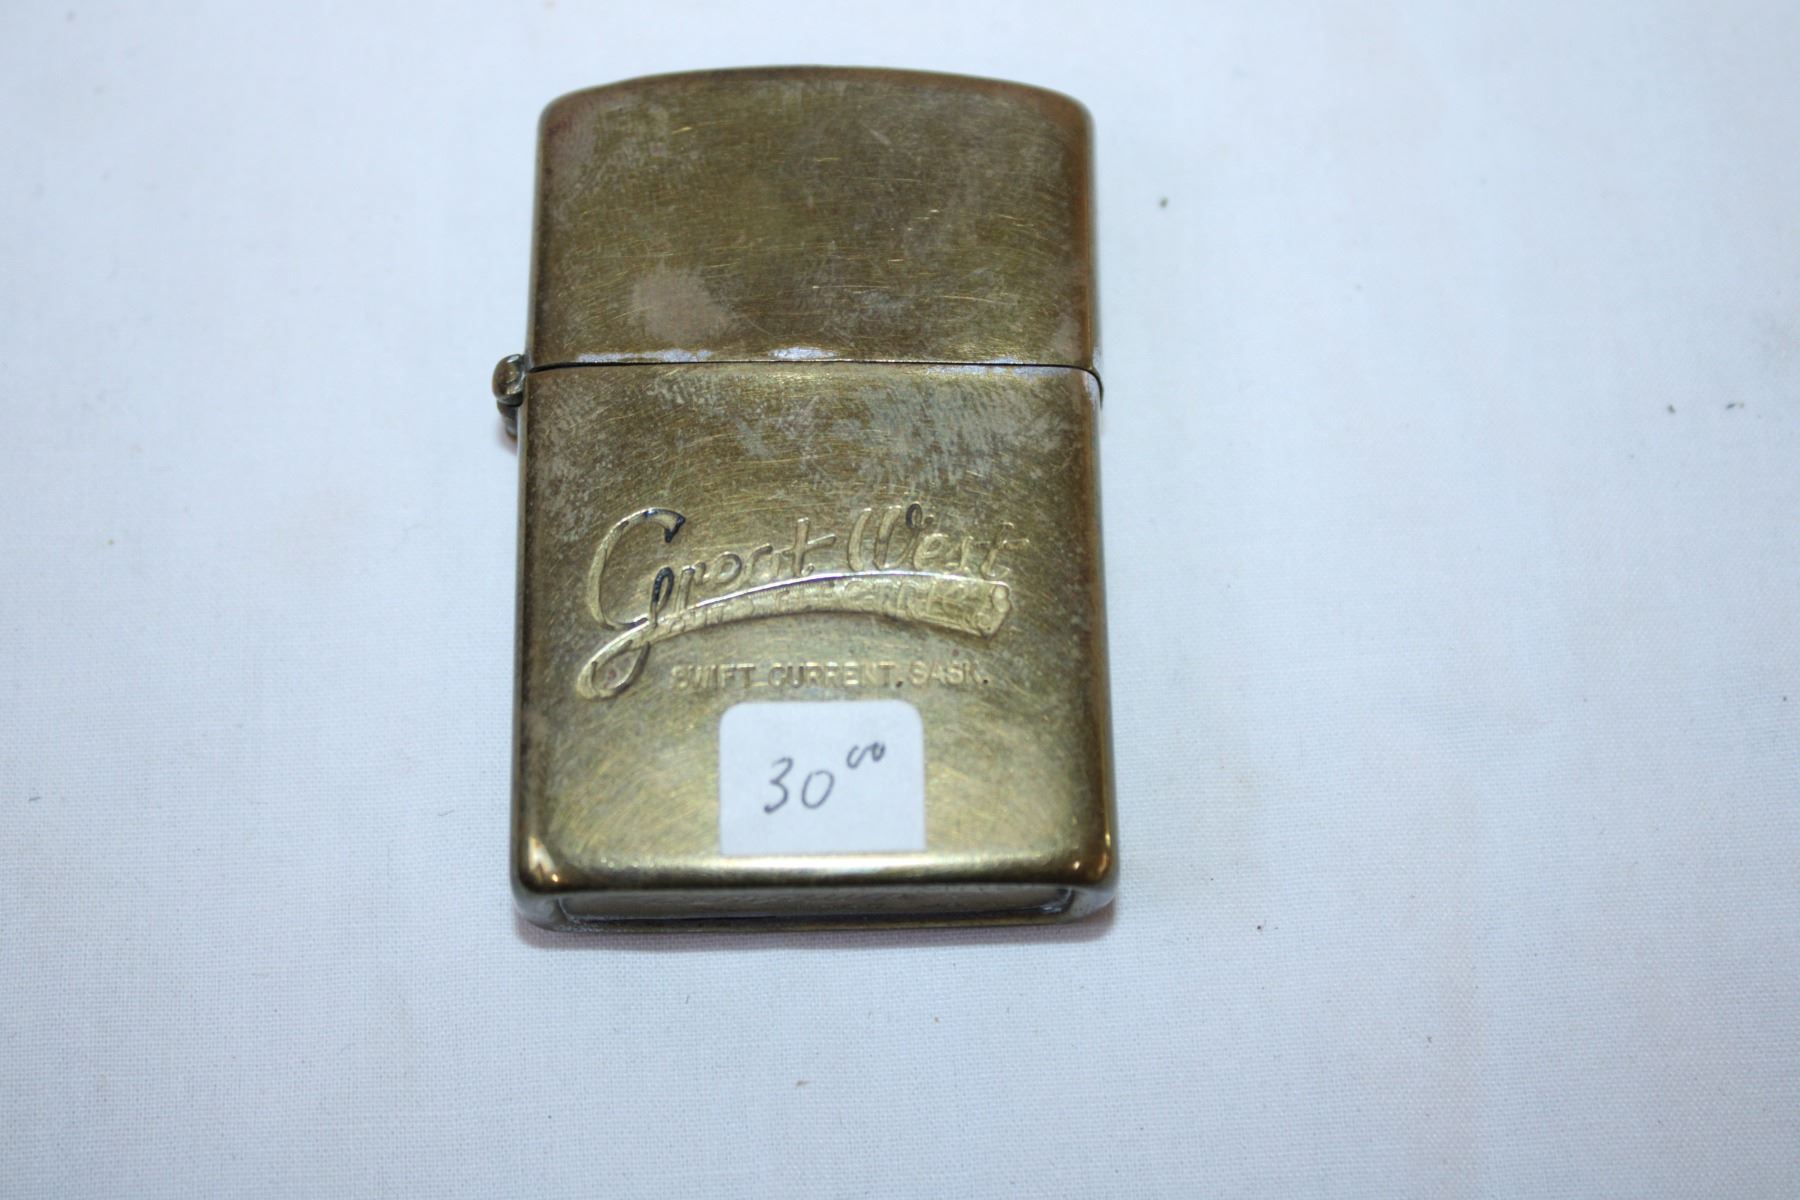 Great West
SWIFT CURRENT, SASK.
30⁰⁰